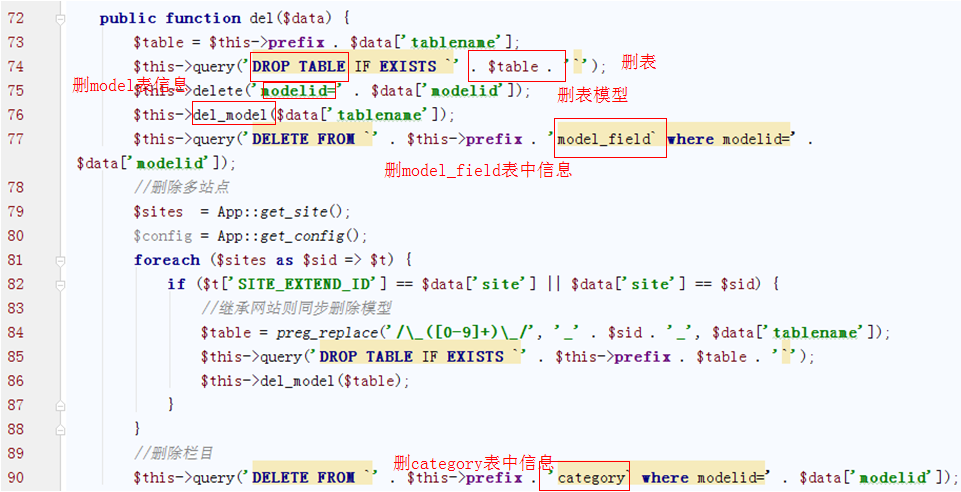 72 public function del($data) {
73 $table = $this->prefix . $data['tablename'];
74 $this->query('DROP TABLE IF EXISTS `' . $table . '`'); 删表
删model表信息
75 $this->delete('modelid=' . $data['modelid']);
删表模型
76 $this->del_model($data['tablename']);
77 $this->query('DELETE FROM `' . $this->prefix . 'model_field` where modelid=' .
$data['modelid']);
删model_field表中信息
78 //删除多站点
79 $sites = App::get_site();
80 $config = App::get_config();
81 foreach ($sites as $sid => $t) {
82 if ($t['SITE_EXTEND_ID'] == $data['site'] || $data['site'] == $sid) {
83 //继承网站则同步删除模型
84 $table = preg_replace('/\_([0-9]+)\_/', '_' . $sid . '_', $data['tablename']);
85 $this->query('DROP TABLE IF EXISTS `' . $this->prefix . $table . '`');
86 $this->del_model($table);
87 }
88 }
89 //删除栏目
删category表中信息
90 $this->query('DELETE FROM `' . $this->prefix . 'category` where modelid=' . $data['modelid']);